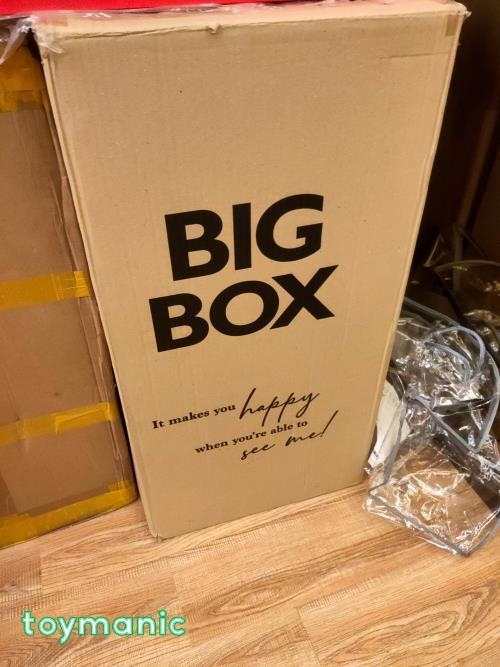 BIG
BOX
It makes you happy
when you're able to
see me!
toymanic